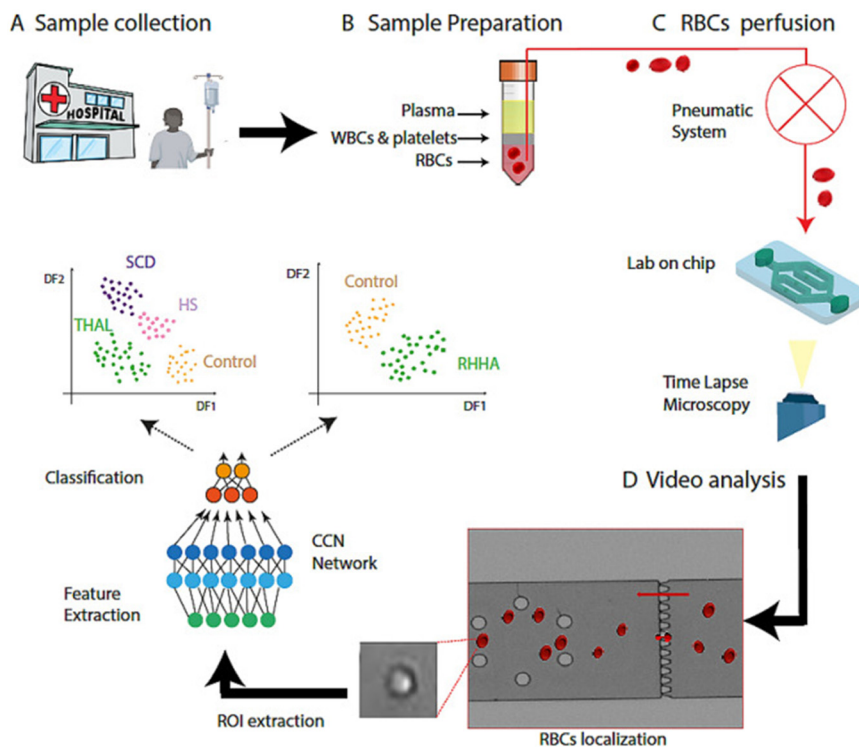 A Sample collection
B Sample Preparation
C RBCs perfusion
HOSPITAL
Plasma
WBCs & platelets
RBCs
Pneumatic
System
Lab on chip
Time Lapse
Microscopy
DF2
SCD
HS
THAL
Control
DF1
DF2
Control
RHHA
DF1
D Video analysis
Classification
CCN
Network
Feature
Extraction
ROI extraction
RBCs localization